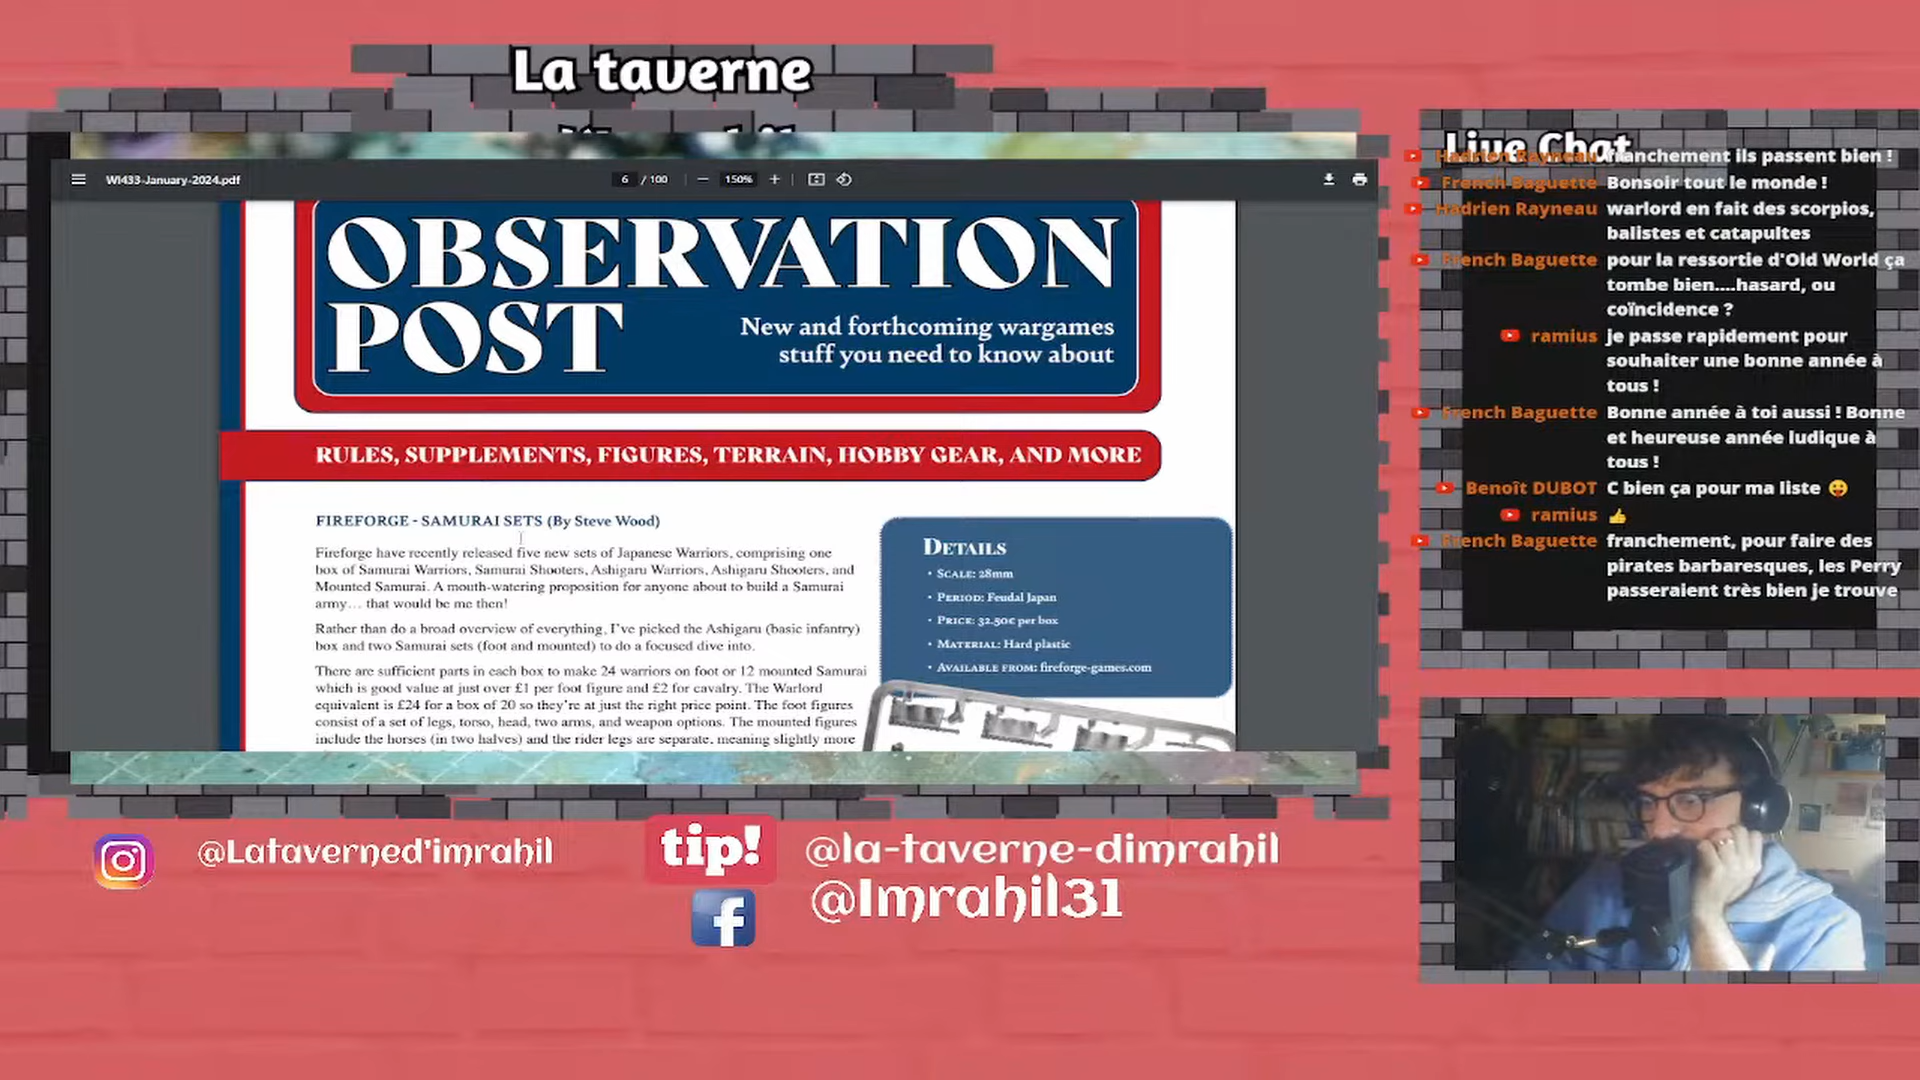 La taverne
WI433-January-2024.pdf
6 / 100
150%
OBSERVATION
POST
New and forthcoming wargames
stuff you need to know about
RULES, SUPPLEMENTS, FIGURES, TERRAIN, HOBBY GEAR, AND MORE
FIREFORGE - SAMURAI SETS (By Steve Wood)
Fireforge have recently released five new sets of Japanese Warriors, comprising one
box of Samurai Warriors, Samurai Shooters, Ashigaru Warriors, Ashigaru Shooters, and
Mounted Samurai. A mouth-watering proposition for anyone about to build a Samurai
army… that would be me then!
Rather than do a broad overview of everything, I've picked the Ashigaru (basic infantry)
box and two Samurai sets (foot and mounted) to do a focused dive into.
There are sufficient parts in each box to make 24 warriors on foot or 12 mounted Samurai
which is good value at just over £1 per foot figure and £2 for cavalry. The Warlord
equivalent is £24 for a box of 20 so they're at just the right price point. The foot figures
consist of a set of legs, torso, head, two arms, and weapon options. The mounted figures
include the horses (in two halves) and the rider legs are separate, meaning slightly more
DETAILS
• SCALE: 28mm
• PERIOD: Feudal Japan
• PRICE: 32.50€ per box
• MATERIAL: Hard plastic
• AVAILABLE FROM: fireforge-games.com
Live Chat
Hadrien Rayneau franchement ils passent bien !
French Baguette Bonsoir tout le monde !
Hadrien Rayneau warlord en fait des scorpios,
balistes et catapultes
French Baguette pour la ressortie d'Old World ça
tombe bien....hasard, ou
coïncidence ?
ramius je passe rapidement pour
souhaiter une bonne année à
tous !
French Baguette Bonne année à toi aussi ! Bonne
et heureuse année ludique à
tous !
Benoît DUBOT C bien ça pour ma liste 😛
ramius 👍
French Baguette franchement, pour faire des
pirates barbaresques, les Perry
passeraient très bien je trouve
@Lataverned'imrahil
tip!
@la-taverne-dimrahil
f
@Imrahil31